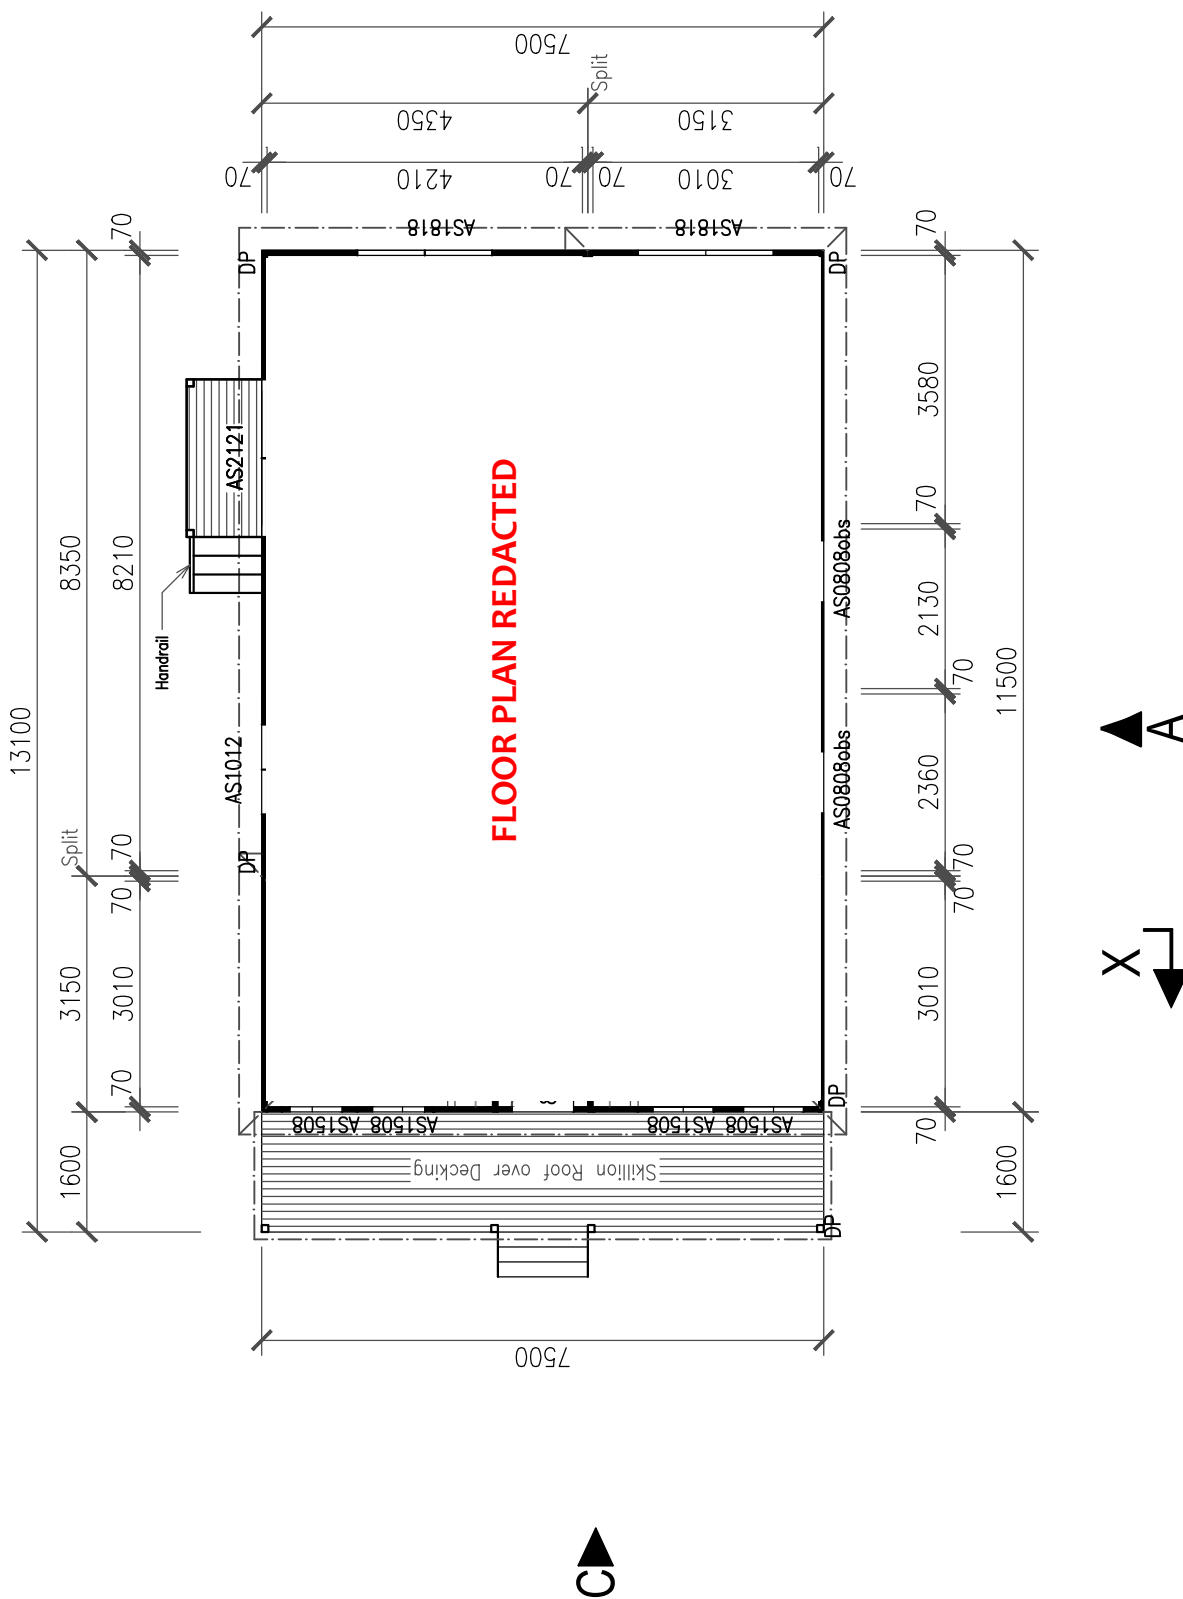 7500
Split
4350
3150
70
4210
70
70
3010
70
AS1818
AS1818
13100
8350
Split
3150
1600
70
8210
70
70
3010
70
DP
DP
AS2121
Handrail
AS1012
DP
FLOOR PLAN REDACTED
AS0808obs
AS0808obs
70
3580
70
2130
70
2360
70
70
3010
70
11500
1600
DP
AS1508
AS1508
AS1508
AS1508
Skillion Roof over Decking
DP
7500
A
X
C